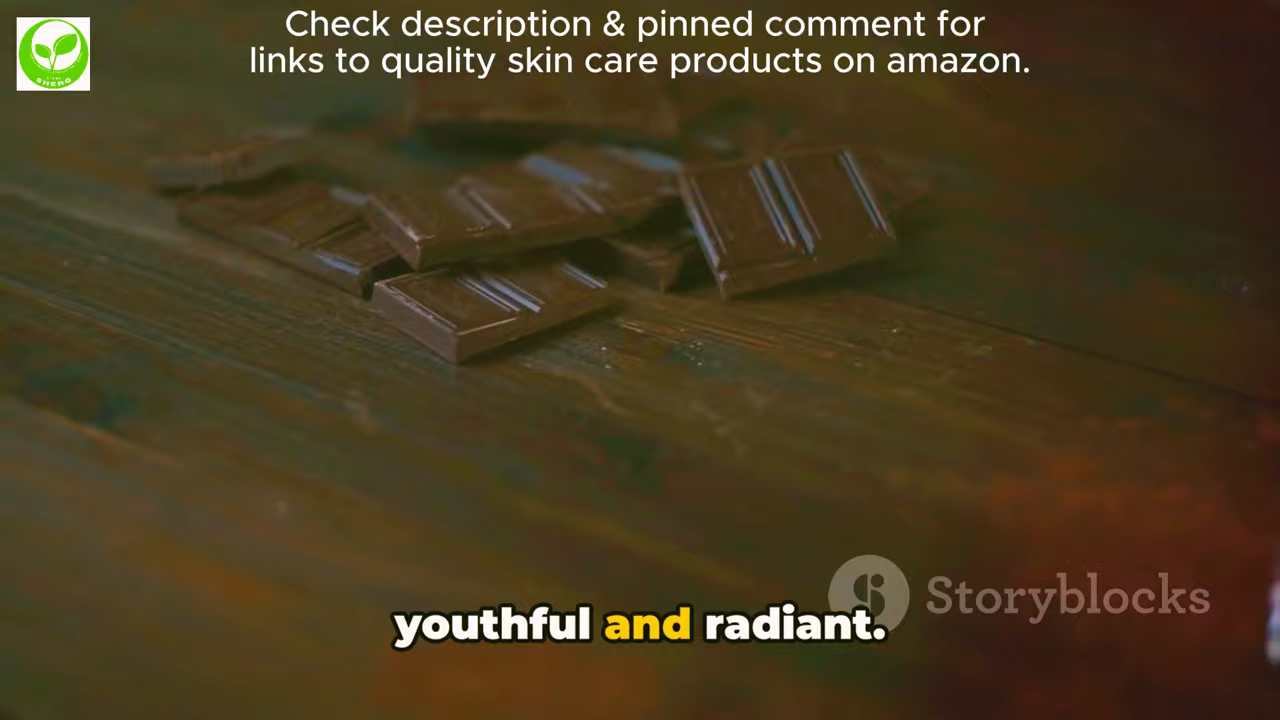 Check description & pinned comment for
links to quality skin care products on amazon.
Storyblocks
youthful and radiant.